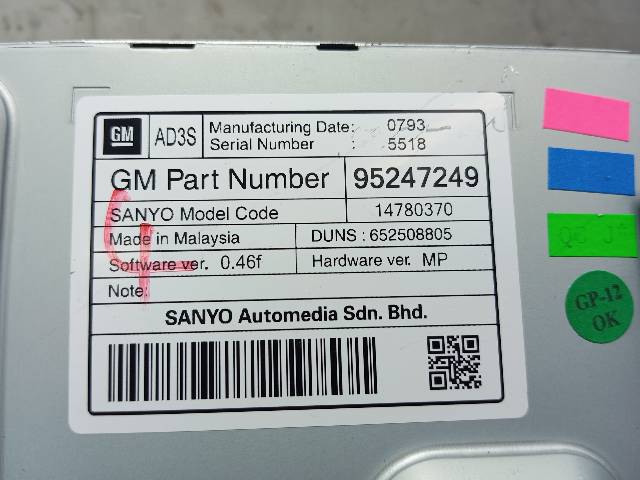 GM AD3S Manufacturing Date: 0793
Serial Number : 5518
GM Part Number 95247249
SANYO Model Code 14780370
Made in Malaysia DUNS : 652508805
Software ver. 0.46f Hardware ver. MP
Note:
SANYO Automedia Sdn. Bhd.
GP-12
OK